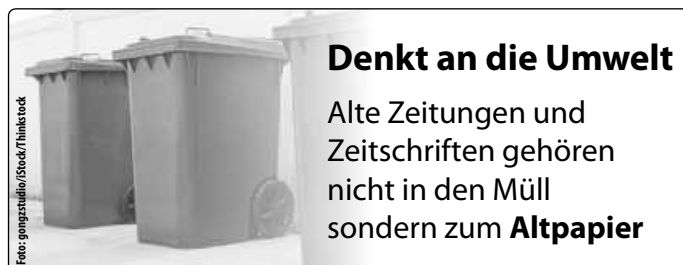 Denkt an die Umwelt
Alte Zeitungen und
Zeitschriften gehören
nicht in den Müll
sondern zum Altpapier
Foto: gongzstudio/iStock/Thinkstock